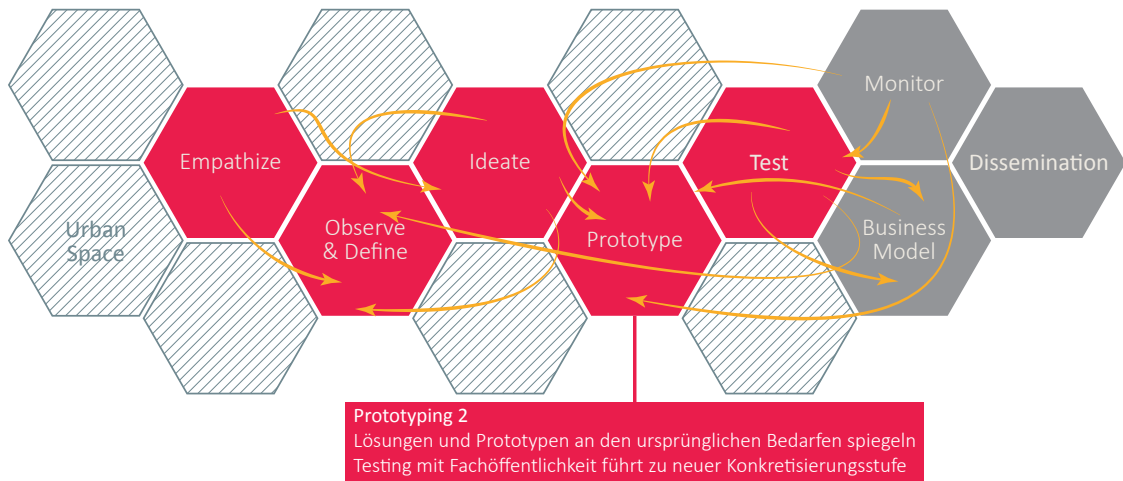 Monitor
Empathize
Ideate
Test
Dissemination
Urban
Space
Observe
& Define
Prototype
Business
Model
Prototyping 2
Lösungen und Prototypen an den ursprünglichen Bedarfen spiegeln
Testing mit Fachöffentlichkeit führt zu neuer Konkretisierungsstufe